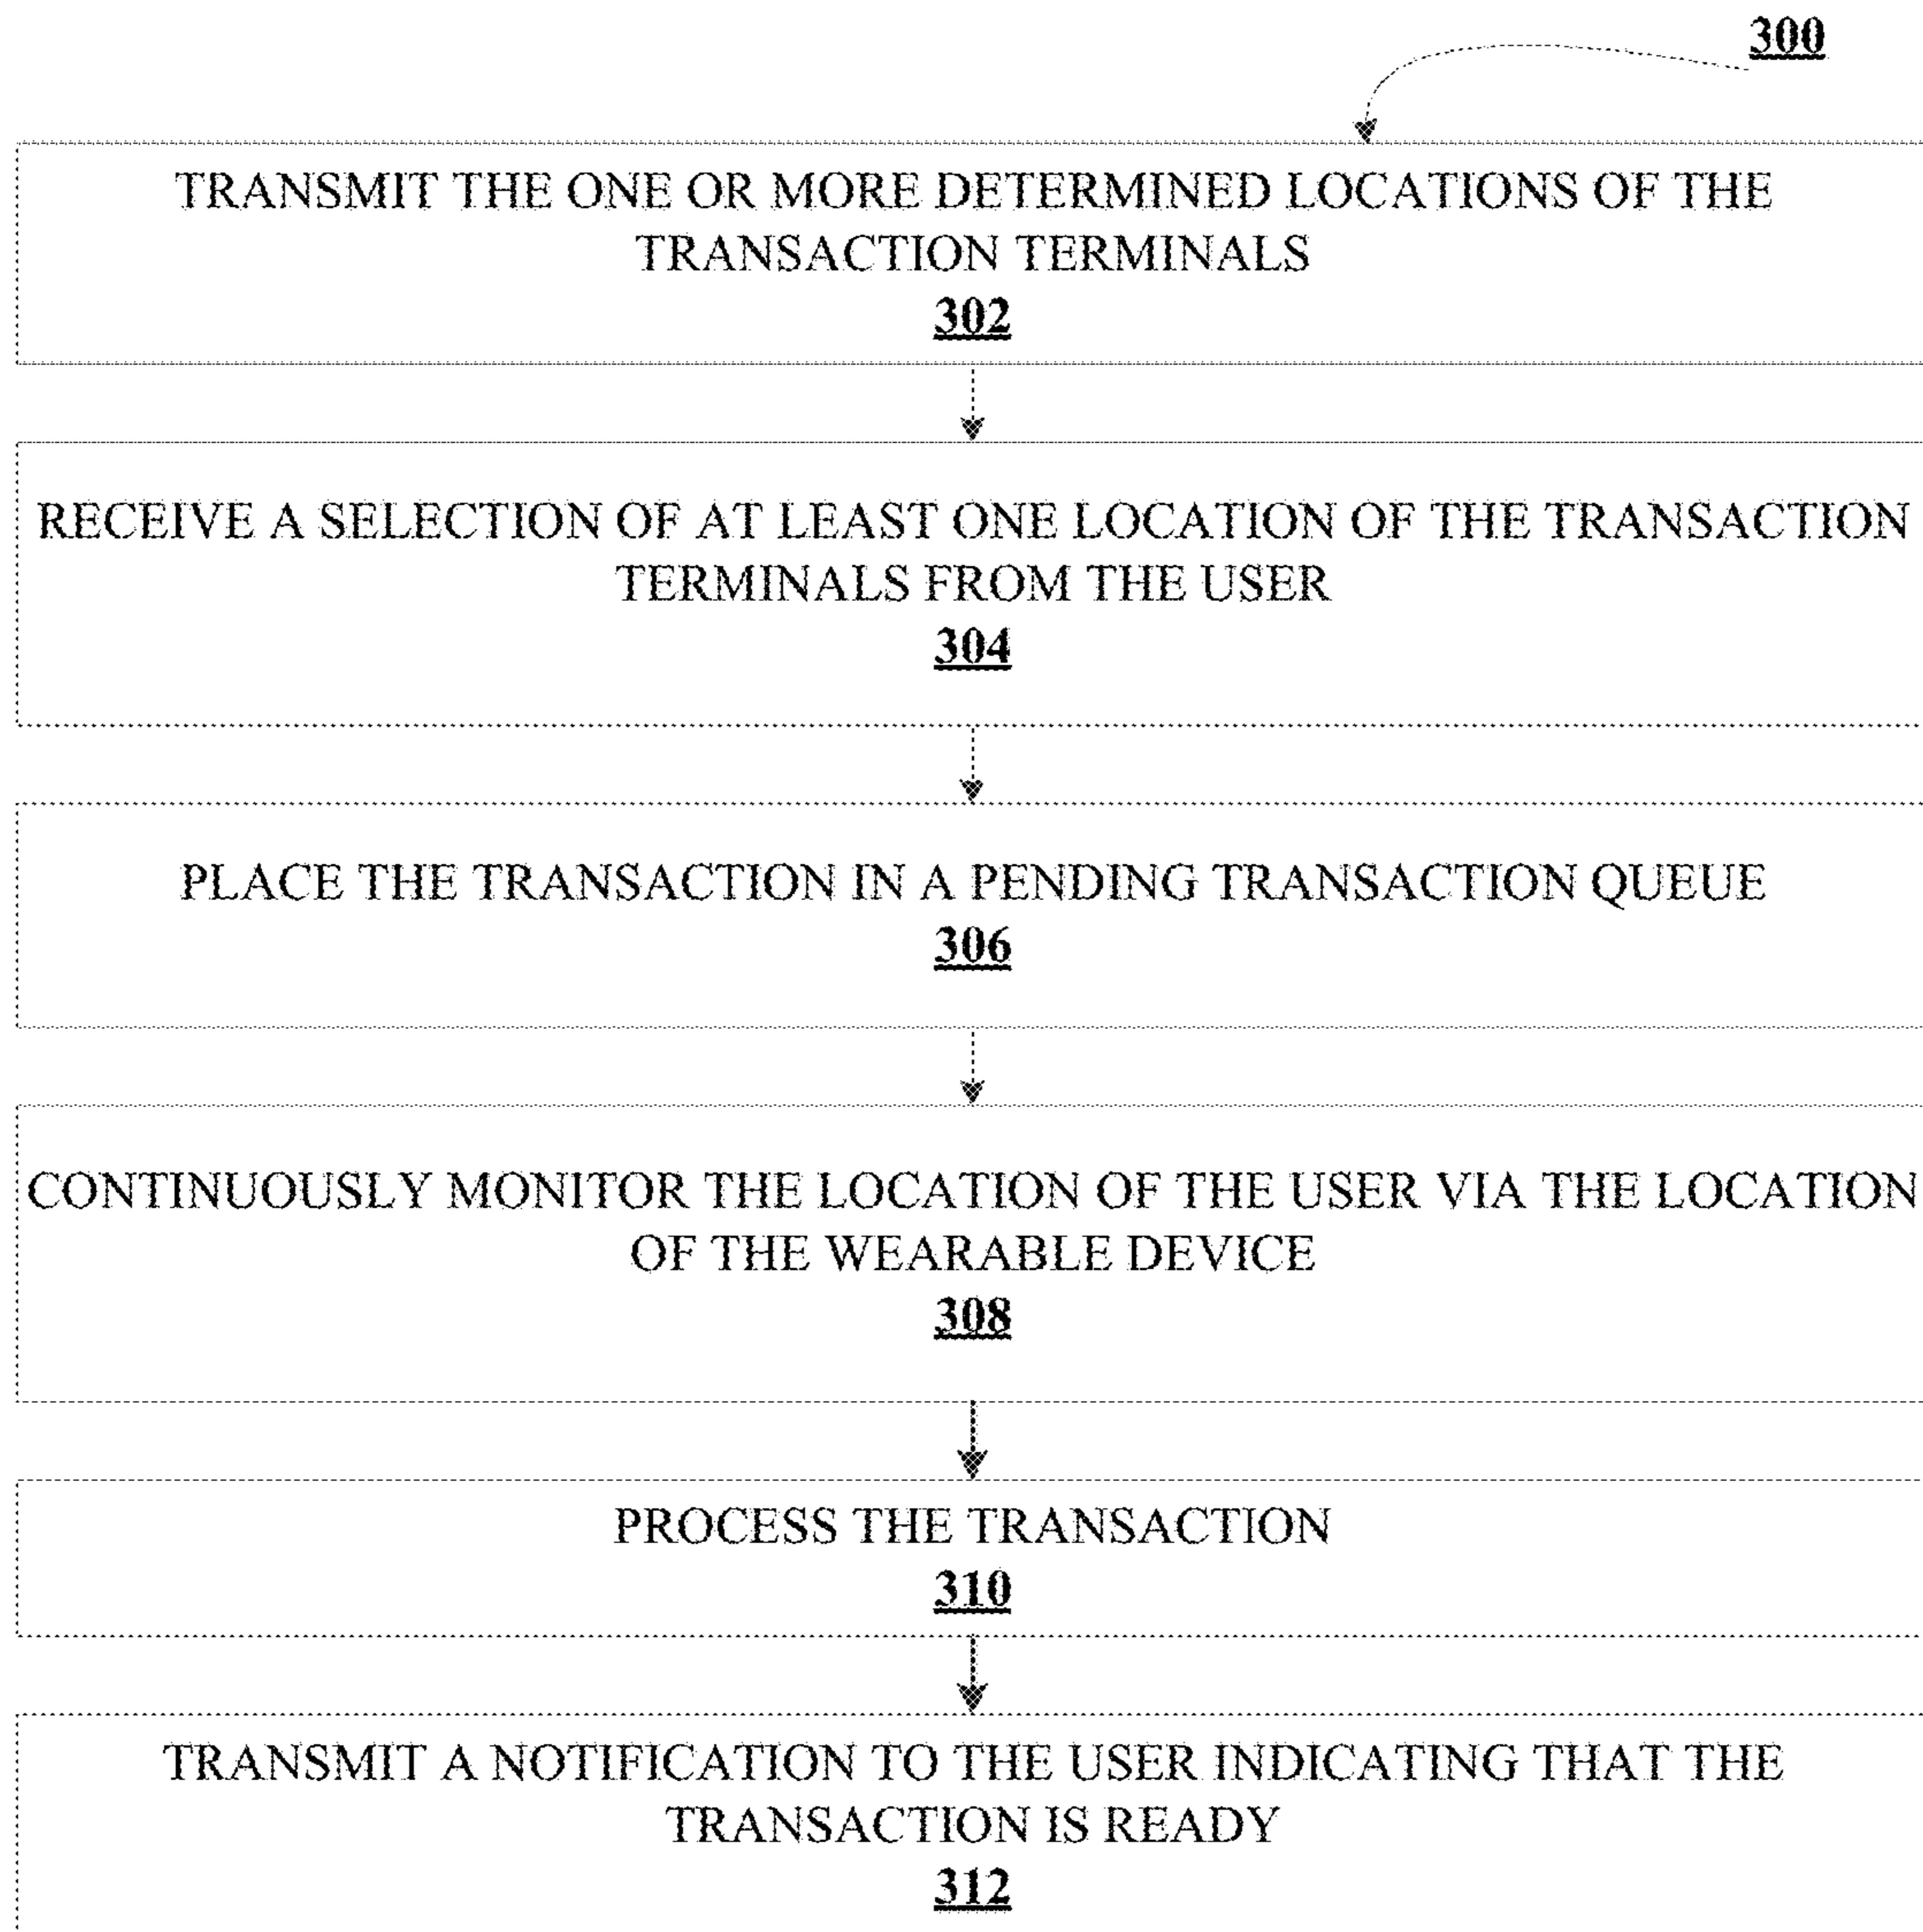 300
TRANSMIT THE ONE OR MORE DETERMINED LOCATIONS OF THE
TRANSACTION TERMINALS
302
RECEIVE A SELECTION OF AT LEAST ONE LOCATION OF THE TRANSACTION
TERMINALS FROM THE USER
304
PLACE THE TRANSACTION IN A PENDING TRANSACTION QUEUE
306
CONTINUOUSLY MONITOR THE LOCATION OF THE USER VIA THE LOCATION
OF THE WEARABLE DEVICE
308
PROCESS THE TRANSACTION
310
TRANSMIT A NOTIFICATION TO THE USER INDICATING THAT THE
TRANSACTION IS READY
312